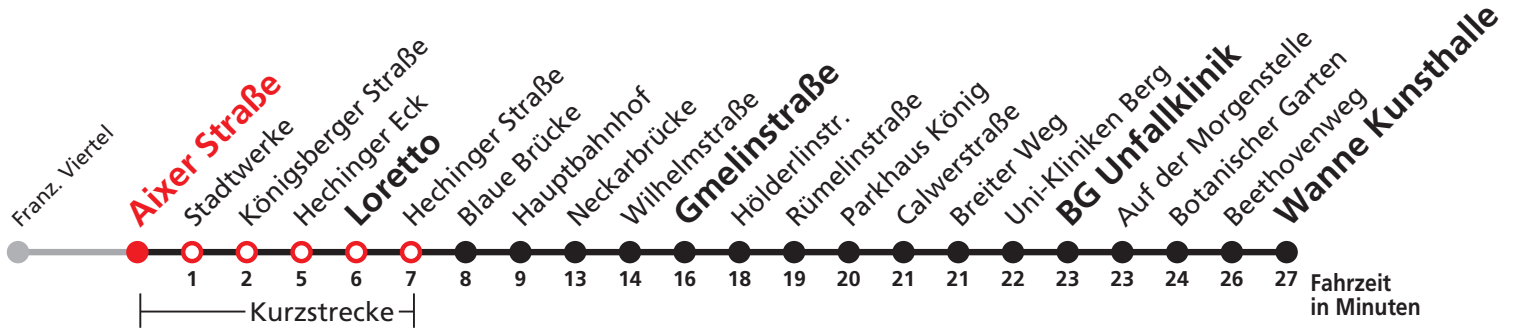 Franz. Viertel
Aixer Straße
Stadtwerke
Königsberger Straße
Hechinger Eck
Loretto
Hechinger Straße
Blaue Brücke
Hauptbahnhof
Neckarbrücke
Wilhelmstraße
Gmelinstraße
Hölderlinstr.
Rümelinstraße
Parkhaus König
Calwerstraße
Breiter Weg
Uni-Kliniken Berg
BG Unfallklinik
Auf der Morgenstelle
Botanischer Garten
Beethovenweg
Wanne Kunsthalle
1 2 5 6 7 8 9 13 14 16 18 19 20 21 21 22 23 23 24 26 27
Fahrzeit
in Minuten
Kurzstrecke